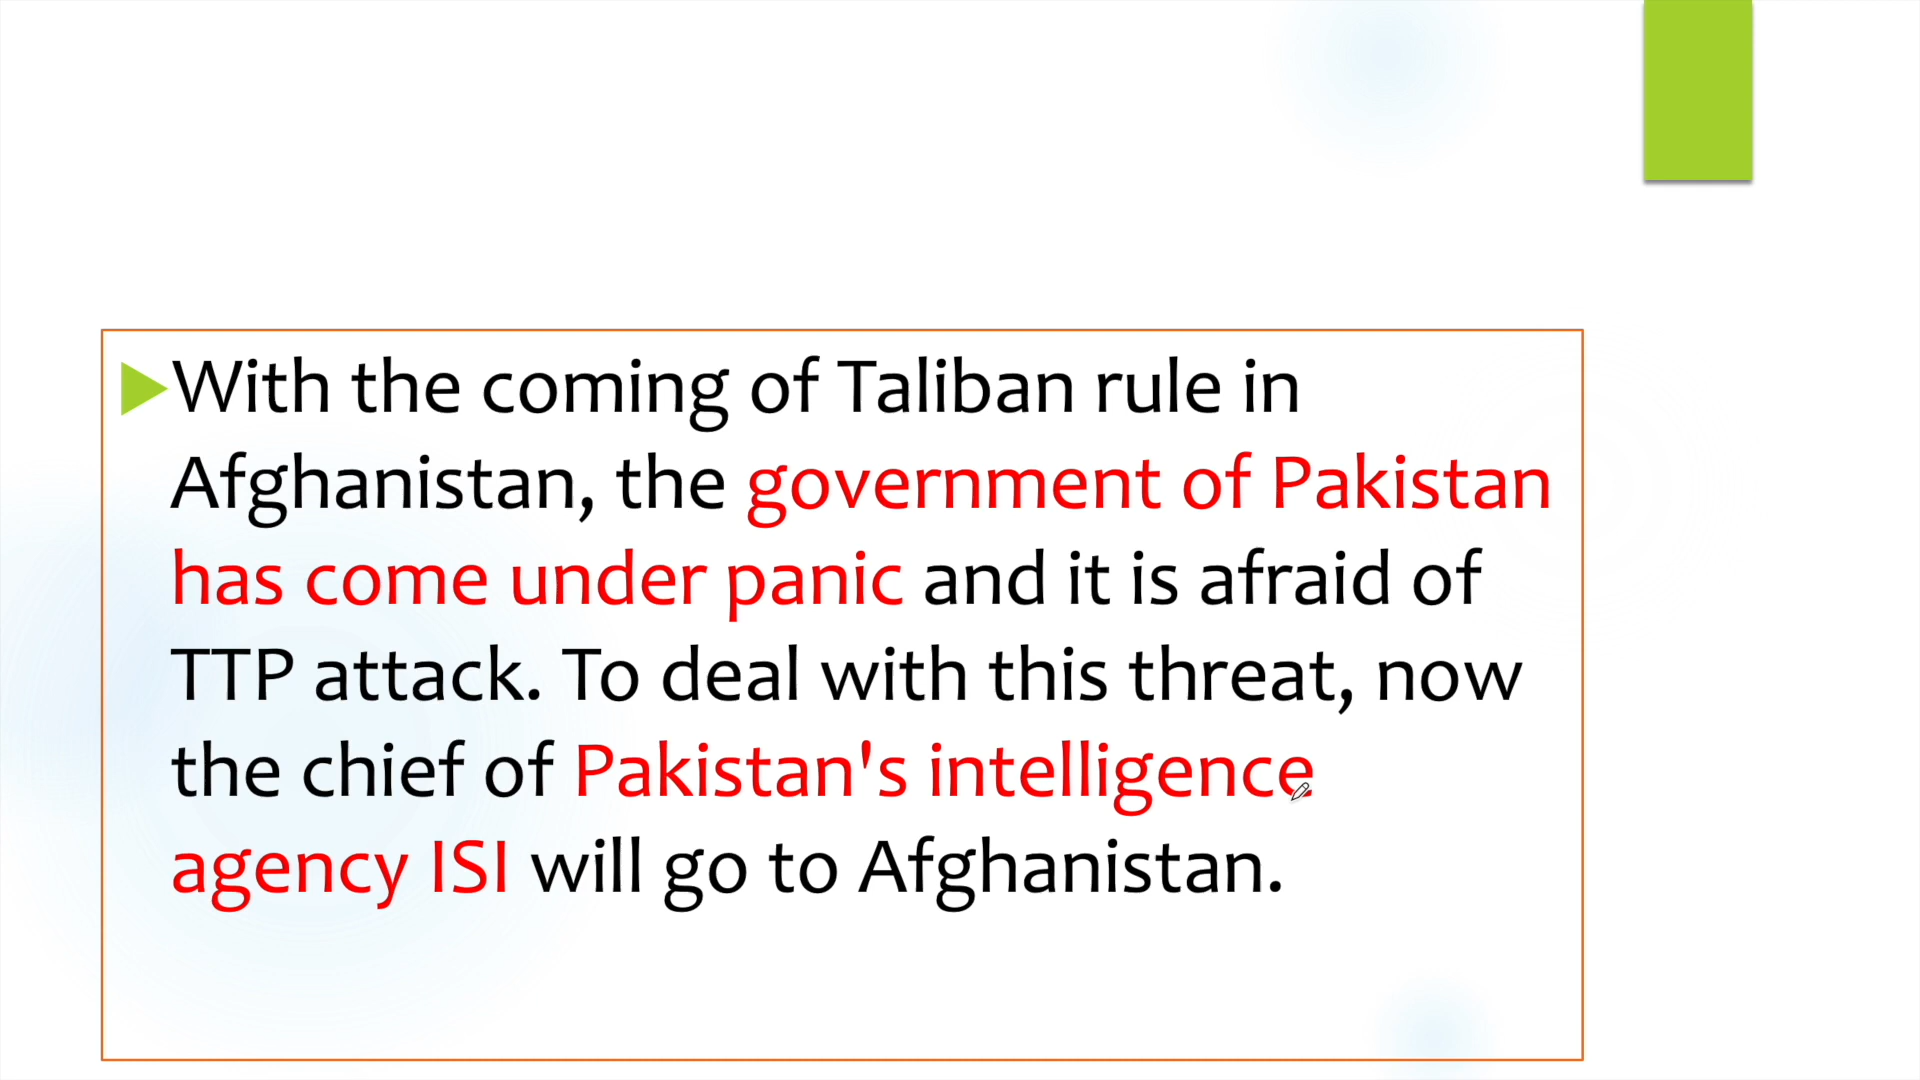 With the coming of Taliban rule in
Afghanistan, the government of Pakistan
has come under panic and it is afraid of
TTP attack. To deal with this threat, now
the chief of Pakistan's intelligence
agency ISI will go to Afghanistan.